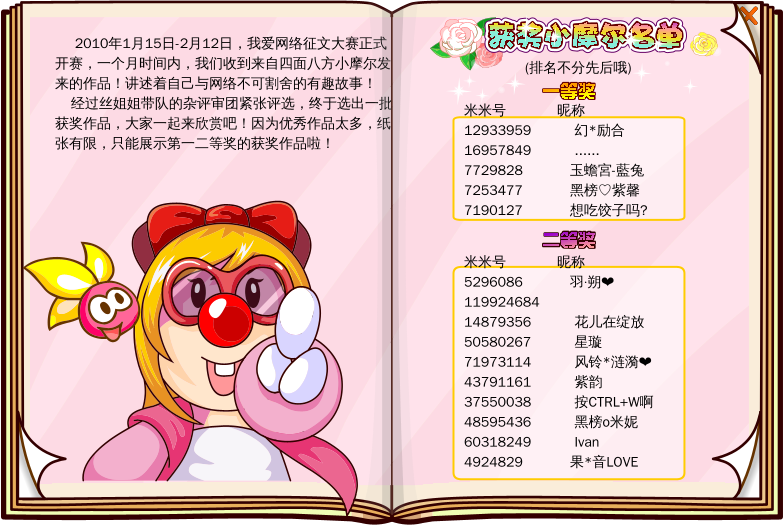 2010年1月15日-2月12日，我爱网络征文大赛正式
开赛，一个月时间内，我们收到来自四面八方小摩尔发
来的作品！讲述着自己与网络不可割舍的有趣故事！
经过丝姐姐带队的杂评审团紧张评选，终于选出一批
获奖作品，大家一起来欣赏吧！因为优秀作品太多，纸
张有限，只能展示第一二等奖的获奖作品啦！
获奖小摩尔名单
(排名不分先后哦)
一等奖
米米号 昵称
12933959 幻*励合
16957849 ......
7729828 玉蟾宮-藍兔
7253477 黑榜♡紫馨
7190127 想吃饺子吗?
二等奖
米米号 昵称
5296086 羽·朔❤
119924684
14879356 花儿在绽放
50580267 星璇
71973114 风铃*涟漪❤
43791161 紫韵
37550038 按CTRL+W啊
48595436 黑榜o米妮
60318249 Ivan
4924829 果*音LOVE